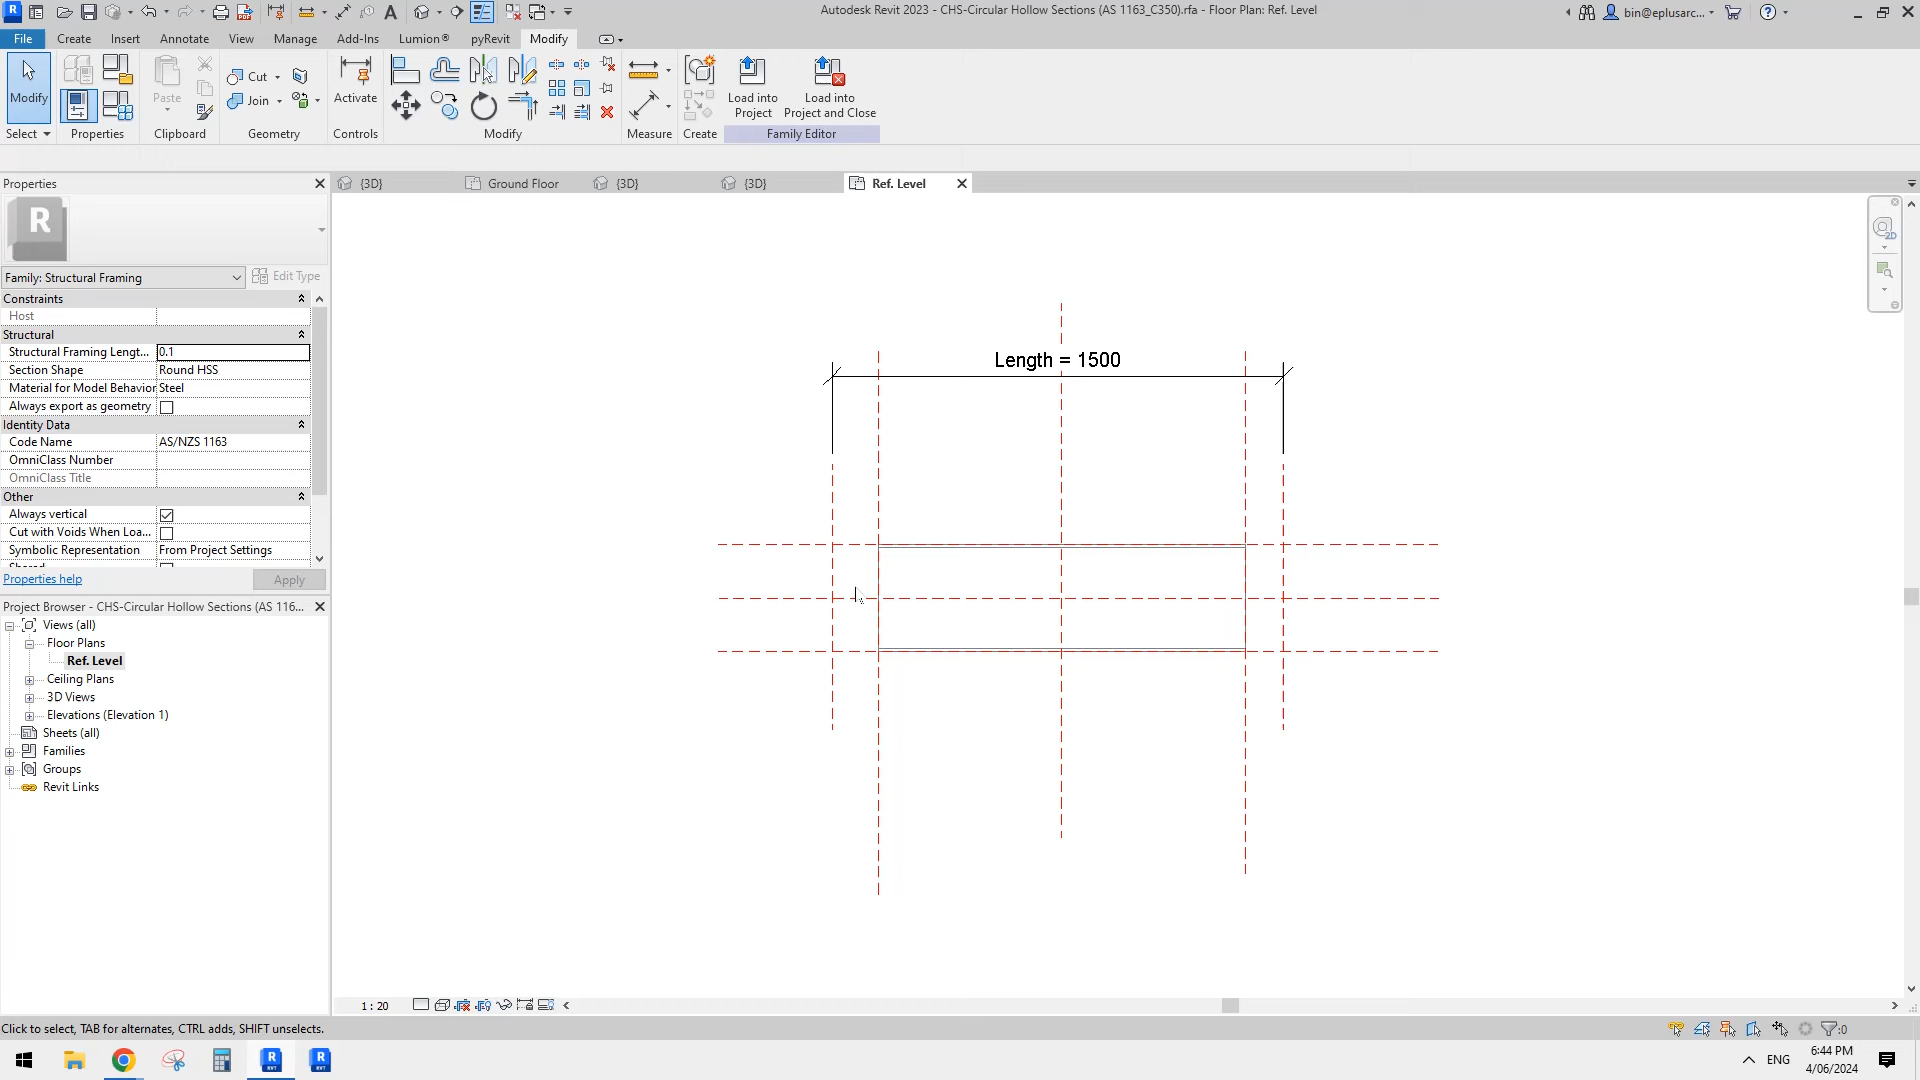 Autodesk Revit 2023 - CHS-Circular Hollow Sections (AS 1163_C350).rfa - Floor Plan: Ref. Level
bin@eplusarc...
File Create Insert Annotate View Manage Add-Ins Lumion® pyRevit Modify
Modify
Paste
Cut
Join
Activate
Load into
Project
Load into
Project and Close
Select Properties Clipboard Geometry Controls Modify Measure Create Family Editor
Properties
{3D} Ground Floor {3D} {3D} Ref. Level
R
Family: Structural Framing
Edit Type
Constraints
Host
Structural
Structural Framing Lengt... 0.1
Section Shape Round HSS
Material for Model Behavior Steel
Always export as geometry
Identity Data
Code Name AS/NZS 1163
OmniClass Number
OmniClass Title
Other
Always vertical
Cut with Voids When Loa...
Symbolic Representation From Project Settings
Properties help
Apply
Project Browser - CHS-Circular Hollow Sections (AS 116...
Views (all)
Floor Plans
Ref. Level
Ceiling Plans
3D Views
Elevations (Elevation 1)
Sheets (all)
Families
Groups
Revit Links
Length = 1500
2D
1 : 20
Click to select, TAB for alternates, CTRL adds, SHIFT unselects.
:0
ENG
6:44 PM
4/06/2024